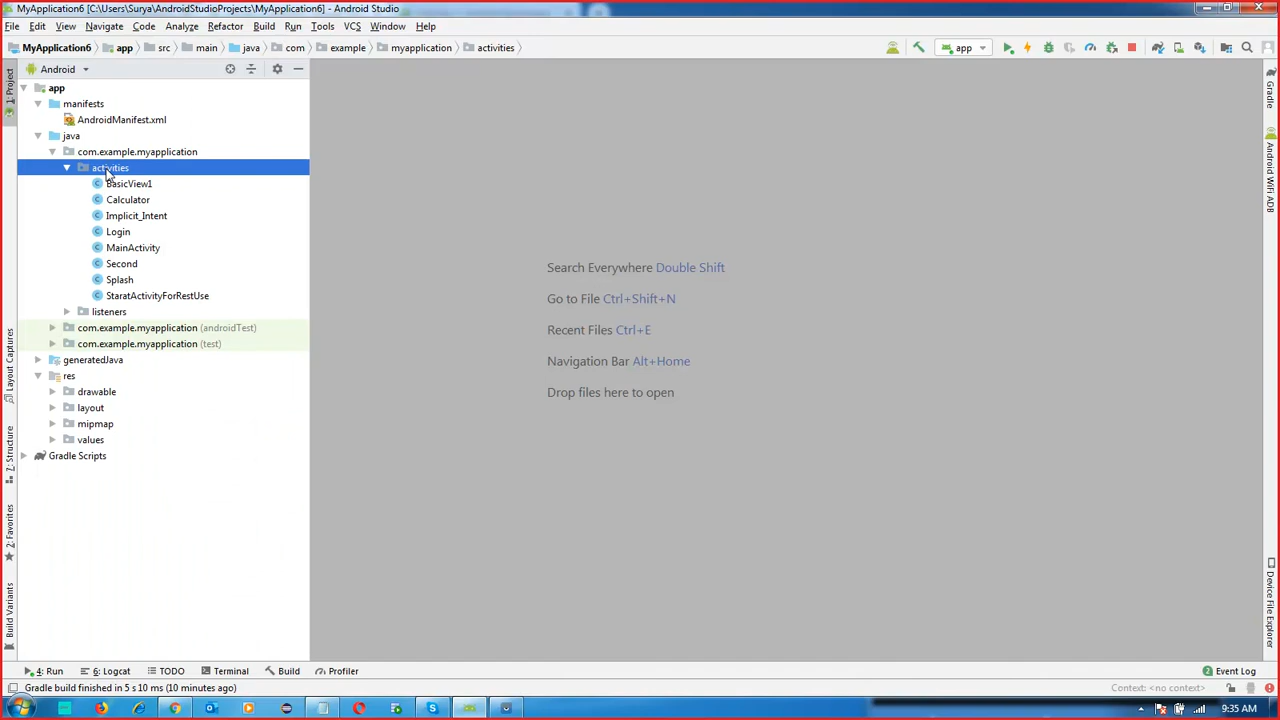 MyApplication6 [C:\Users\Surya\AndroidStudioProjects\MyApplication6] - Android Studio
File Edit View Navigate Code Analyze Refactor Build Run Tools VCS Window Help
MyApplication6 app src main java com example myapplication activities app
Android
1: Project
app
manifests
AndroidManifest.xml
java
com.example.myapplication
activities
BasicView1
Calculator
Implicit_Intent
Login
MainActivity
Second
Splash
StaratActivityForRestUse
listeners
com.example.myapplication (androidTest)
com.example.myapplication (test)
generatedJava
res
drawable
layout
mipmap
values
Gradle Scripts
Search Everywhere Double Shift
Go to File Ctrl+Shift+N
Recent Files Ctrl+E
Navigation Bar Alt+Home
Drop files here to open
Layout Captures
7: Structure
2: Favorites
Build Variants
Gradle
Android WiFi ADB
Device File Explorer
4: Run 6: Logcat TODO Terminal Build Profiler 2 Event Log
Gradle build finished in 5 s 10 ms (10 minutes ago) Context: <no context>
9:35 AM